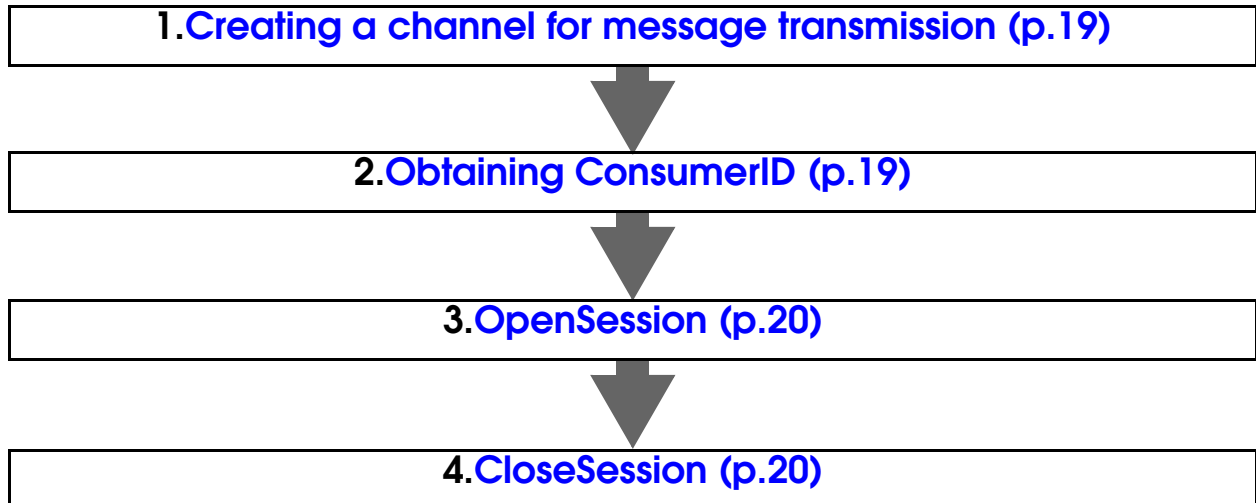 1.Creating a channel for message transmission (p.19)
2.Obtaining ConsumerID (p.19)
3.OpenSession (p.20)
4.CloseSession (p.20)